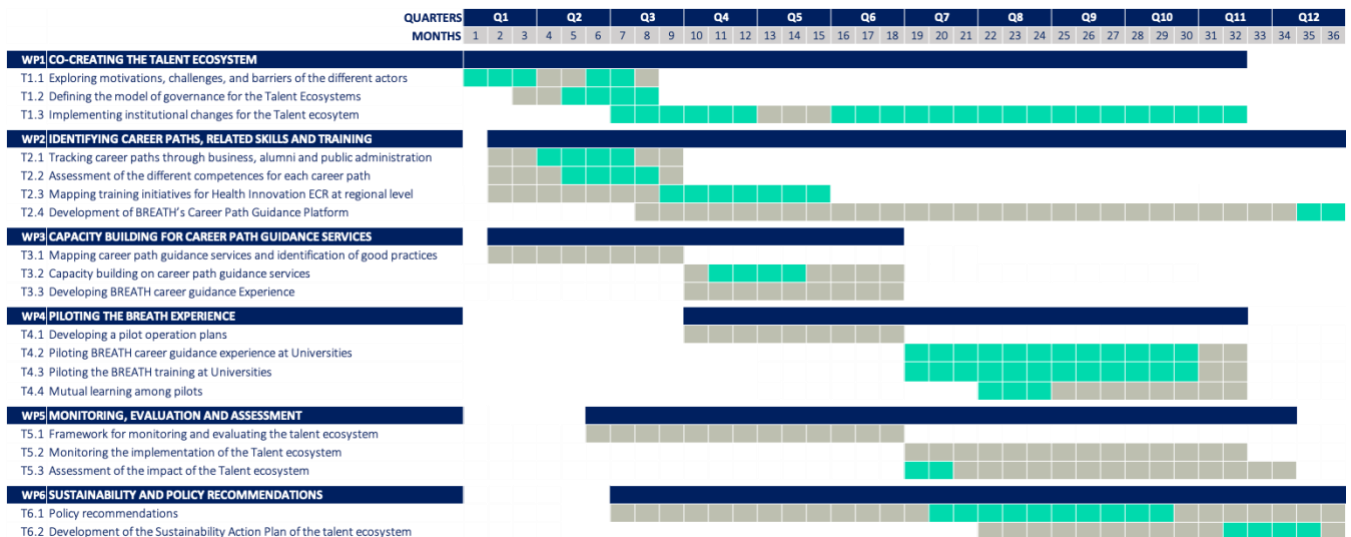 QUARTERS Q1 Q2 Q3 Q4 Q5 Q6 Q7 Q8 Q9 Q10 Q11 Q12
MONTHS 1 2 3 4 5 6 7 8 9 10 11 12 13 14 15 16 17 18 19 20 21 22 23 24 25 26 27 28 29 30 31 32 33 34 35 36
WP1 CO-CREATING THE TALENT ECOSYSTEM
T1.1 Exploring motivations, challenges, and barriers of the different actors
T1.2 Defining the model of governance for the Talent Ecosystems
T1.3 Implementing institutional changes for the Talent ecosytem
WP2 IDENTIFYING CAREER PATHS, RELATED SKILLS AND TRAINING
T2.1 Tracking career paths through business, alumni and public administration
T2.2 Assessment of the different competences for each career path
T2.3 Mapping training initiatives for Health Innovation ECR at regional level
T2.4 Development of BREATH's Career Path Guidance Platform
WP3 CAPACITY BUILDING FOR CAREER PATH GUIDANCE SERVICES
T3.1 Mapping career path guidance services and identification of good practices
T3.2 Capacity building on career path guidance services
T3.3 Developing BREATH career guidance Experience
WP4 PILOTING THE BREATH EXPERIENCE
T4.1 Developing a pilot operation plans
T4.2 Piloting BREATH career guidance experience at Universities
T4.3 Piloting the BREATH training at Universities
T4.4 Mutual learning among pilots
WP5 MONITORING, EVALUATION AND ASSESSMENT
T5.1 Framework for monitoring and evaluating the talent ecosystem
T5.2 Monitoring the implementation of the Talent ecosystem
T5.3 Assessment of the impact of the Talent ecosystem
WP6 SUSTAINABILITY AND POLICY RECOMMENDATIONS
T6.1 Policy recommendations
T6.2 Development of the Sustainability Action Plan of the talent ecosystem